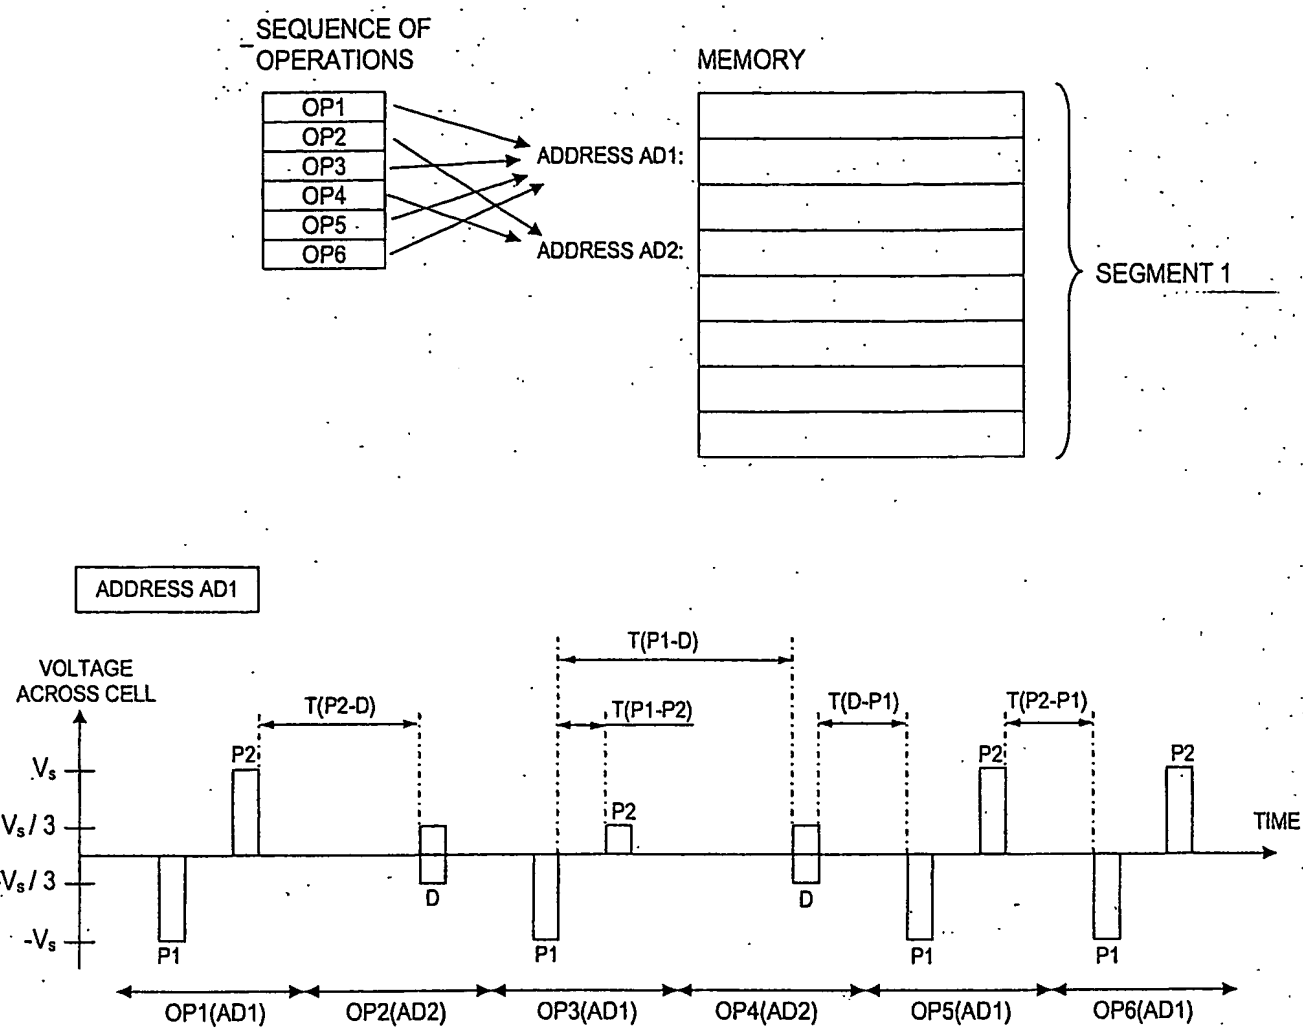 SEQUENCE OF
OPERATIONS
MEMORY
OP1
OP2
OP3
OP4
OP5
OP6
ADDRESS AD1:
ADDRESS AD2:
SEGMENT 1
ADDRESS AD1
VOLTAGE
ACROSS CELL
T(P1-D)
T(P2-D)
T(P1-P2)
T(D-P1)
T(P2-P1)
Vs
P2
P2
P2
P2
Vs / 3
TIME
Vs / 3
D
D
-Vs
P1
P1
P1
P1
OP1(AD1)
OP2(AD2)
OP3(AD1)
OP4(AD2)
OP5(AD1)
OP6(AD1)